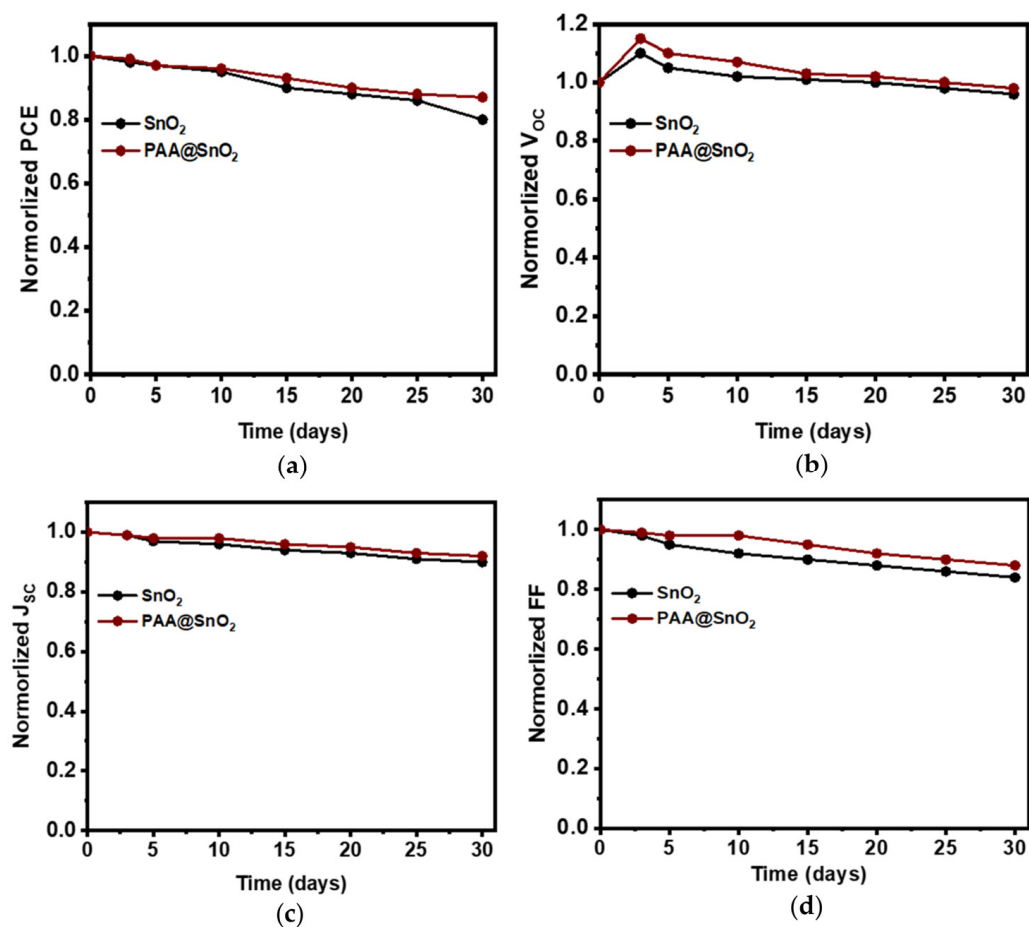 Normorlized PCE
1.0
0.8
0.6
0.4
0.2
0.0
SnO₂
PAA@SnO₂
0 5 10 15 20 25 30
Time (days)
(a)
Normorlized V_OC
1.2
1.0
0.8
0.6
0.4
0.2
0.0
SnO₂
PAA@SnO₂
0 5 10 15 20 25 30
Time (days)
(b)
Normorlized J_SC
1.0
0.8
0.6
0.4
0.2
0.0
SnO₂
PAA@SnO₂
0 5 10 15 20 25 30
Time (days)
(c)
Normorlized FF
1.0
0.8
0.6
0.4
0.2
0.0
SnO₂
PAA@SnO₂
0 5 10 15 20 25 30
Time (days)
(d)